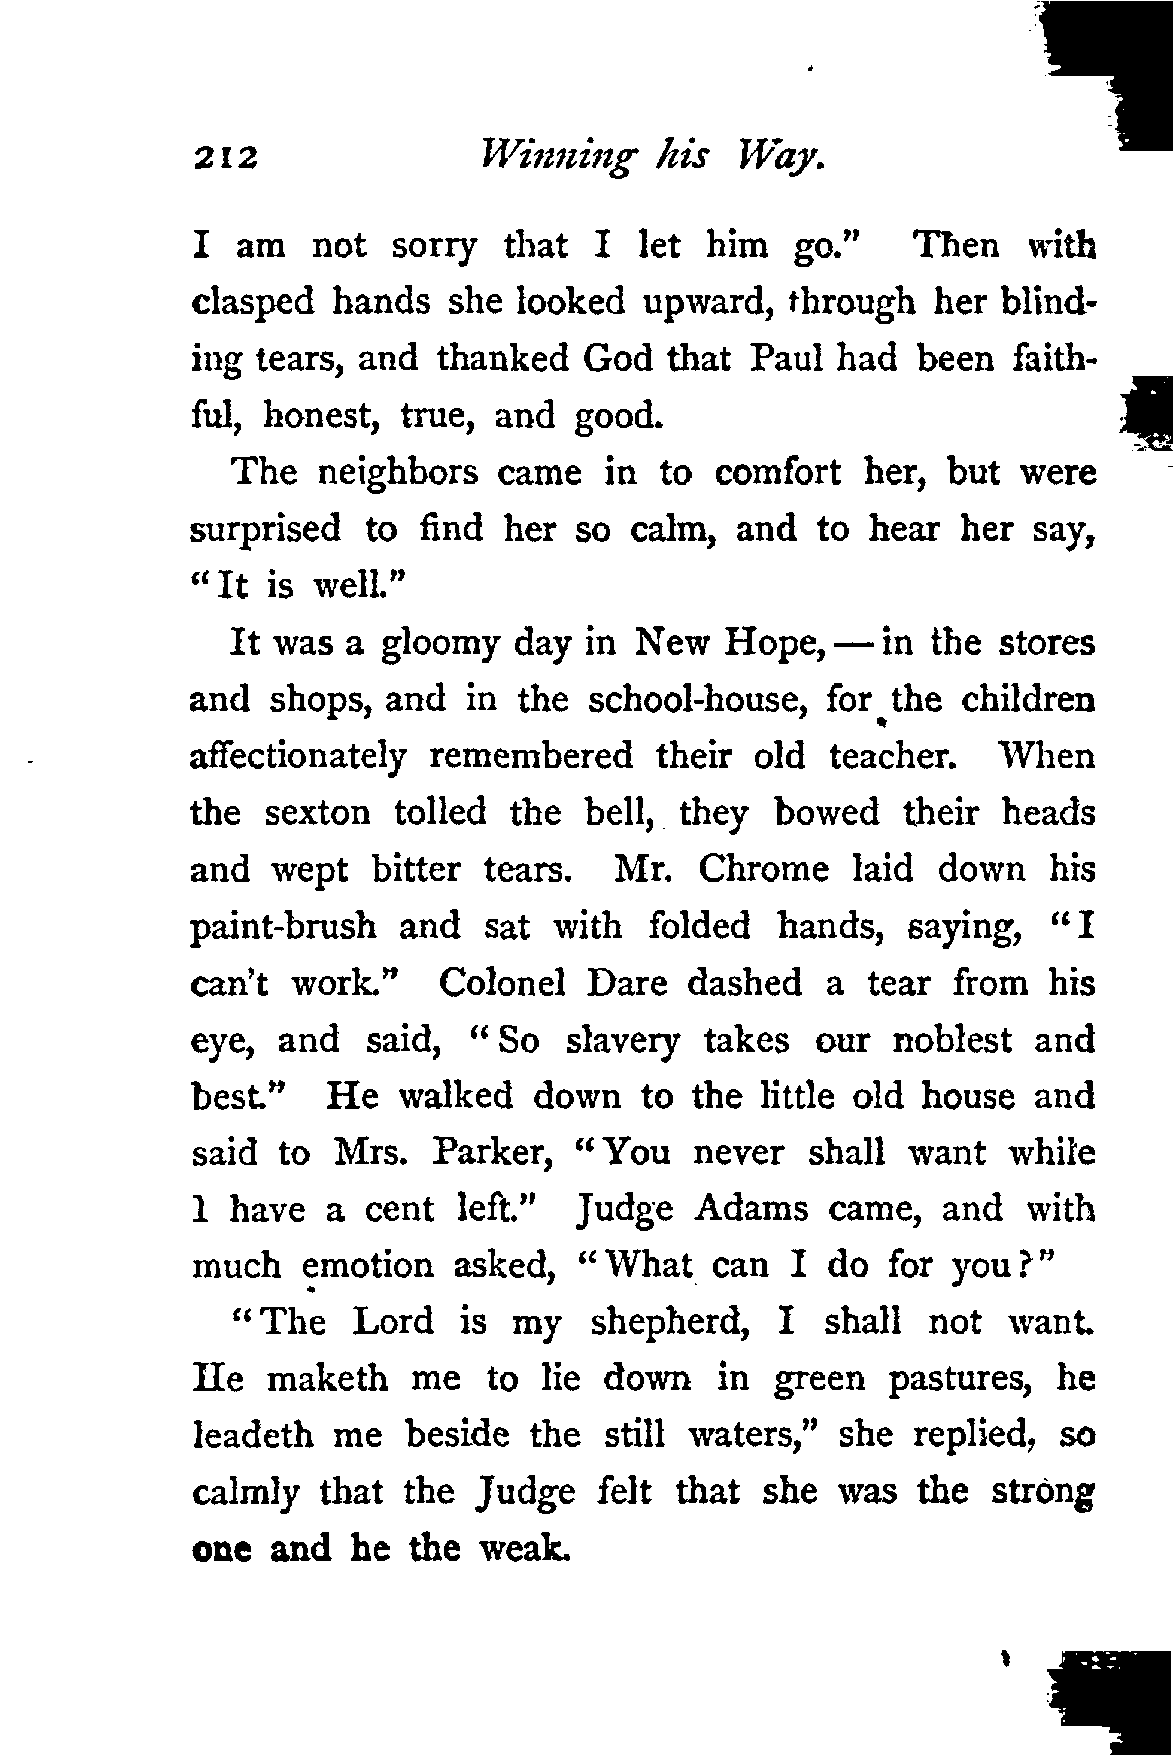 212 Winning his Way.
I am not sorry that I let him go." Then with
clasped hands she looked upward, through her blind-
ing tears, and thanked God that Paul had been faith-
ful, honest, true, and good.
The neighbors came in to comfort her, but were
surprised to find her so calm, and to hear her say,
"It is well."
It was a gloomy day in New Hope,—in the stores
and shops, and in the school-house, for the children
affectionately remembered their old teacher. When
the sexton tolled the bell, they bowed their heads
and wept bitter tears. Mr. Chrome laid down his
paint-brush and sat with folded hands, saying, "I
can't work." Colonel Dare dashed a tear from his
eye, and said, "So slavery takes our noblest and
best." He walked down to the little old house and
said to Mrs. Parker, "You never shall want while
I have a cent left." Judge Adams came, and with
much emotion asked, "What can I do for you?"
"The Lord is my shepherd, I shall not want.
He maketh me to lie down in green pastures, he
leadeth me beside the still waters," she replied, so
calmly that the Judge felt that she was the strong
one and he the weak.